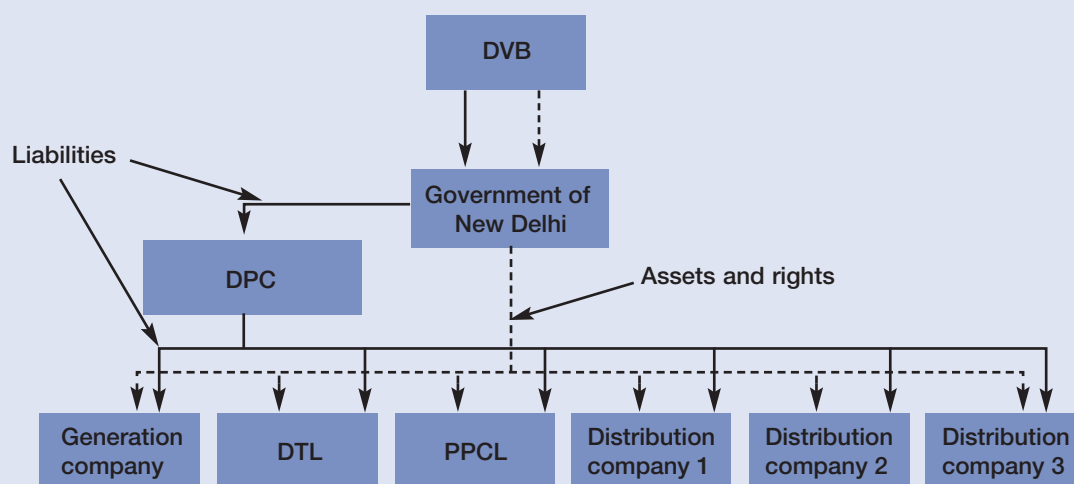 DVB
Liabilities
Government of
New Delhi
DPC
Assets and rights
Generation
company
DTL
PPCL
Distribution
company 1
Distribution
company 2
Distribution
company 3